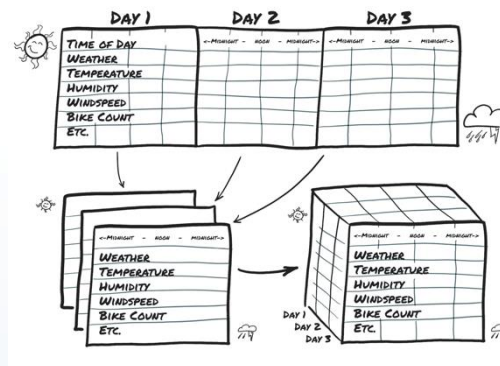 DAY 1
DAY 2
DAY 3
TIME OF DAY
<-MIDNIGHT - NOON - MIDNIGHT->
<-MIDNIGHT - NOON - MIDNIGHT->
WEATHER
TEMPERATURE
HUMIDITY
WINDSPEED
BIKE COUNT
ETC.
<-MIDNIGHT - NOON - MIDNIGHT->
WEATHER
TEMPERATURE
HUMIDITY
WINDSPEED
BIKE COUNT
ETC.
<-MIDNIGHT - NOON - MIDNIGHT->
WEATHER
TEMPERATURE
HUMIDITY
WINDSPEED
BIKE COUNT
ETC.
DAY 1
DAY 2
DAY 3